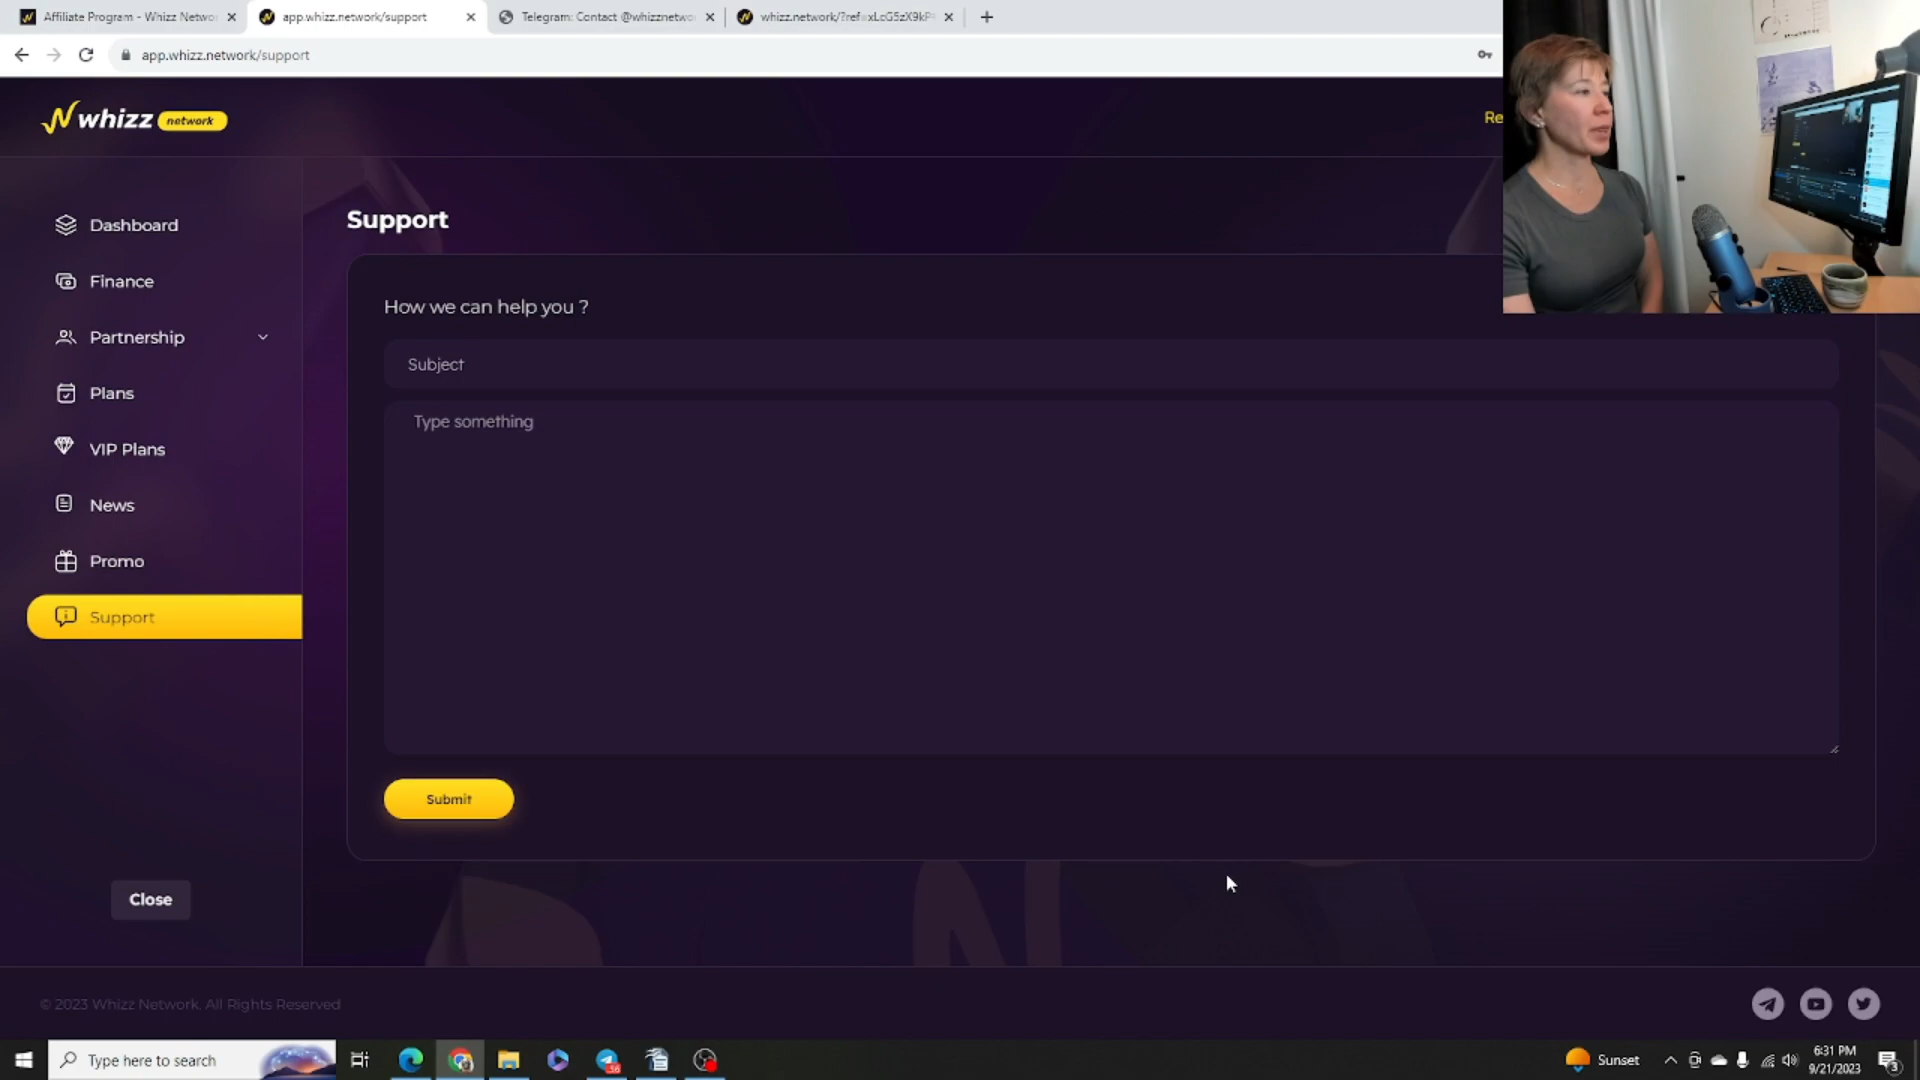 Affiliate Program - Whizz Netwo
app.whizz.network/support
Telegram: Contact @whizznetwo
whizz.network/?ref=xLcG5zX9kP
app.whizz.network/support
whizz network
Re
Dashboard
Finance
Partnership
Plans
VIP Plans
News
Promo
Support
Close
Support
How we can help you ?
Subject
Type something
Submit
© 2023 Whizz Network. All Rights Reserved
Type here to search
Sunset
6:31 PM
9/21/2023
3